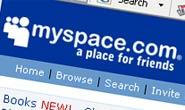 Search
myspace.com
a place for friends
Home | Browse | Search | Invite
Books NEW!